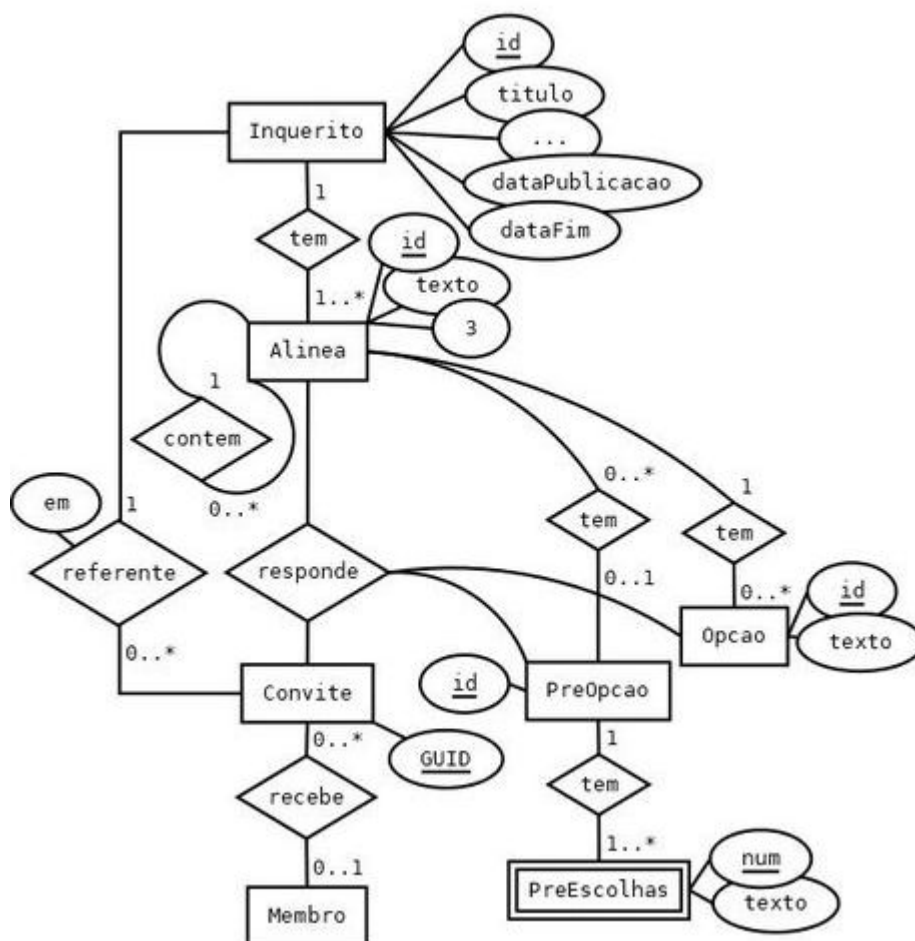 id
titulo
...
dataPublicacao
dataFim
Inquerito
1
tem
1..*
id
texto
3
Alinea
1
contem
0..*
em
1
referente
0..*
responde
0..*
tem
0..1
1
tem
0..*
id
texto
Opcao
Convite
GUID
id
PreOpcao
0..*
recebe
0..1
Membro
1
tem
1..*
PreEscolhas
num
texto